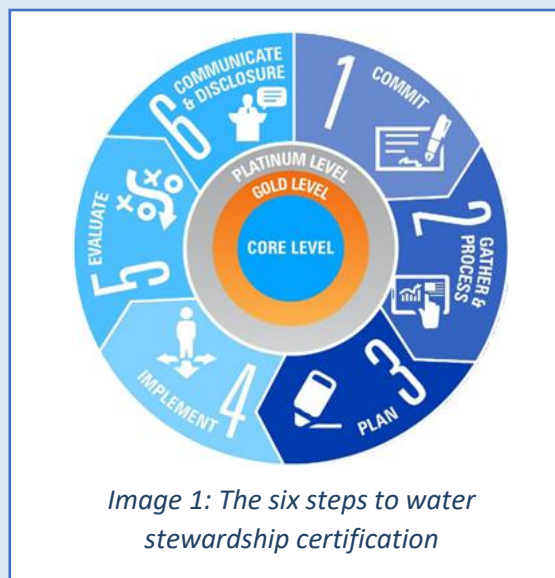 1
COMMIT
2
GATHER &
PROCESS
3
PLAN
4
IMPLEMENT
5
EVALUATE
6
COMMUNICATE
& DISCLOSURE
PLATINUM LEVEL
GOLD LEVEL
CORE LEVEL
Image 1: The six steps to water
stewardship certification